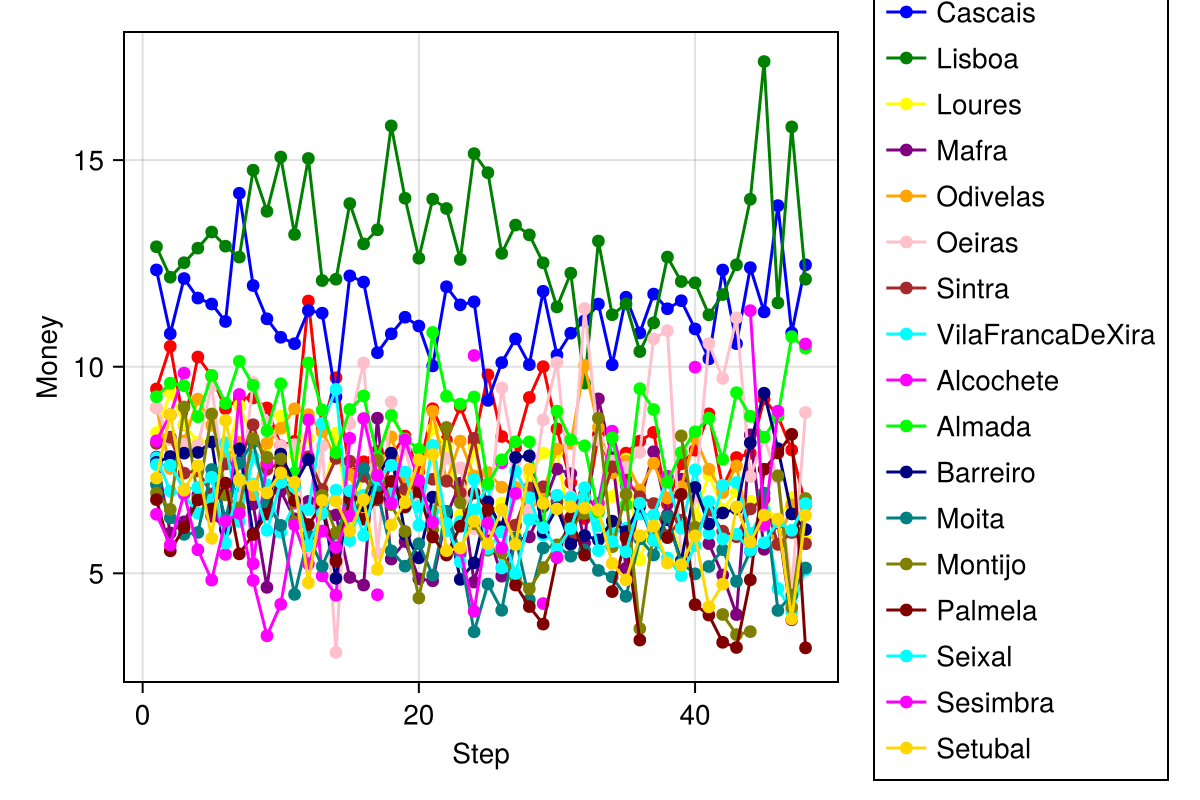 Money
15
10
5
0
20
40
Step
Cascais
Lisboa
Loures
Mafra
Odivelas
Oeiras
Sintra
VilaFrancaDeXira
Alcochete
Almada
Barreiro
Moita
Montijo
Palmela
Seixal
Sesimbra
Setubal